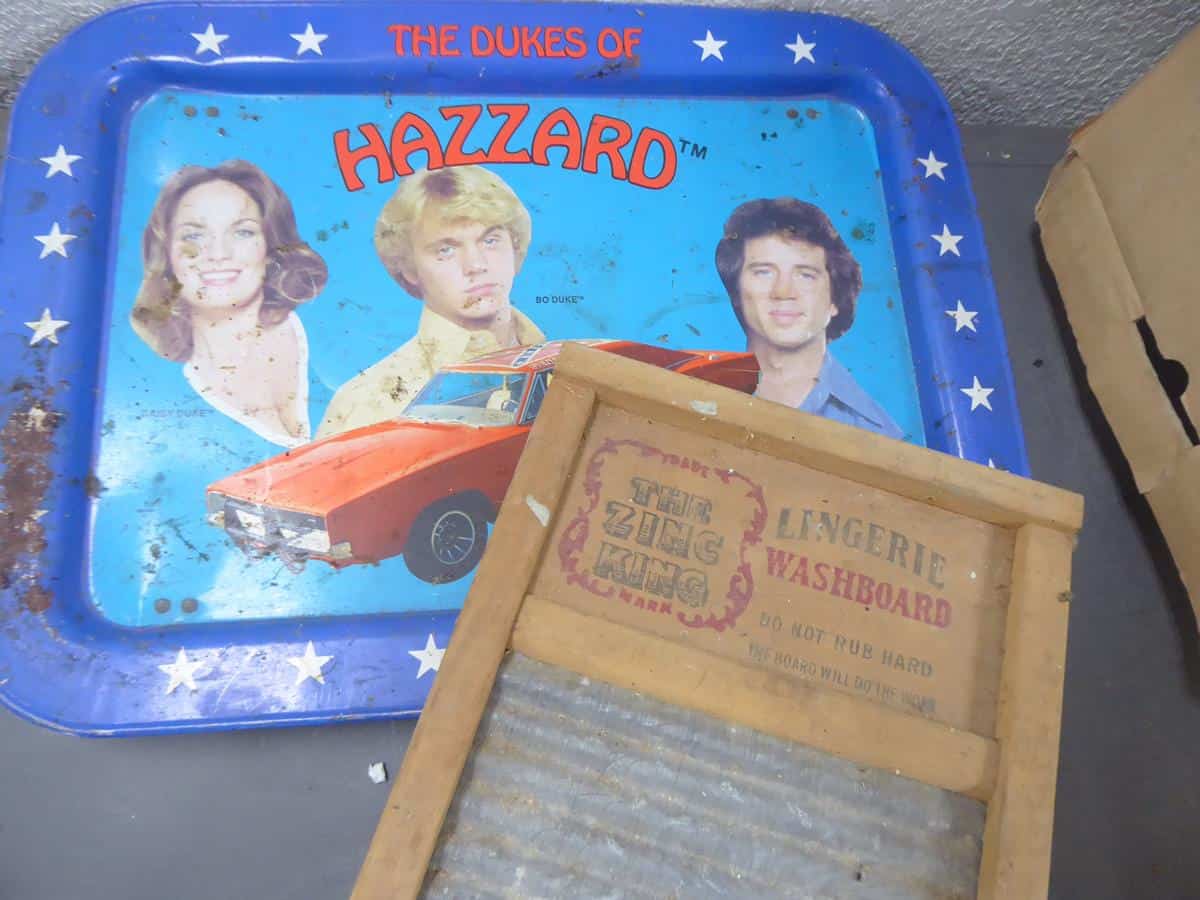 THE DUKES OF
HAZZARD™
BO DUKE™
DAISY DUKE™
TRADE
THE
ZINC
KING
MARK
LINGERIE
WASHBOARD
DO NOT RUB HARD
THE BOARD WILL DO THE WORK